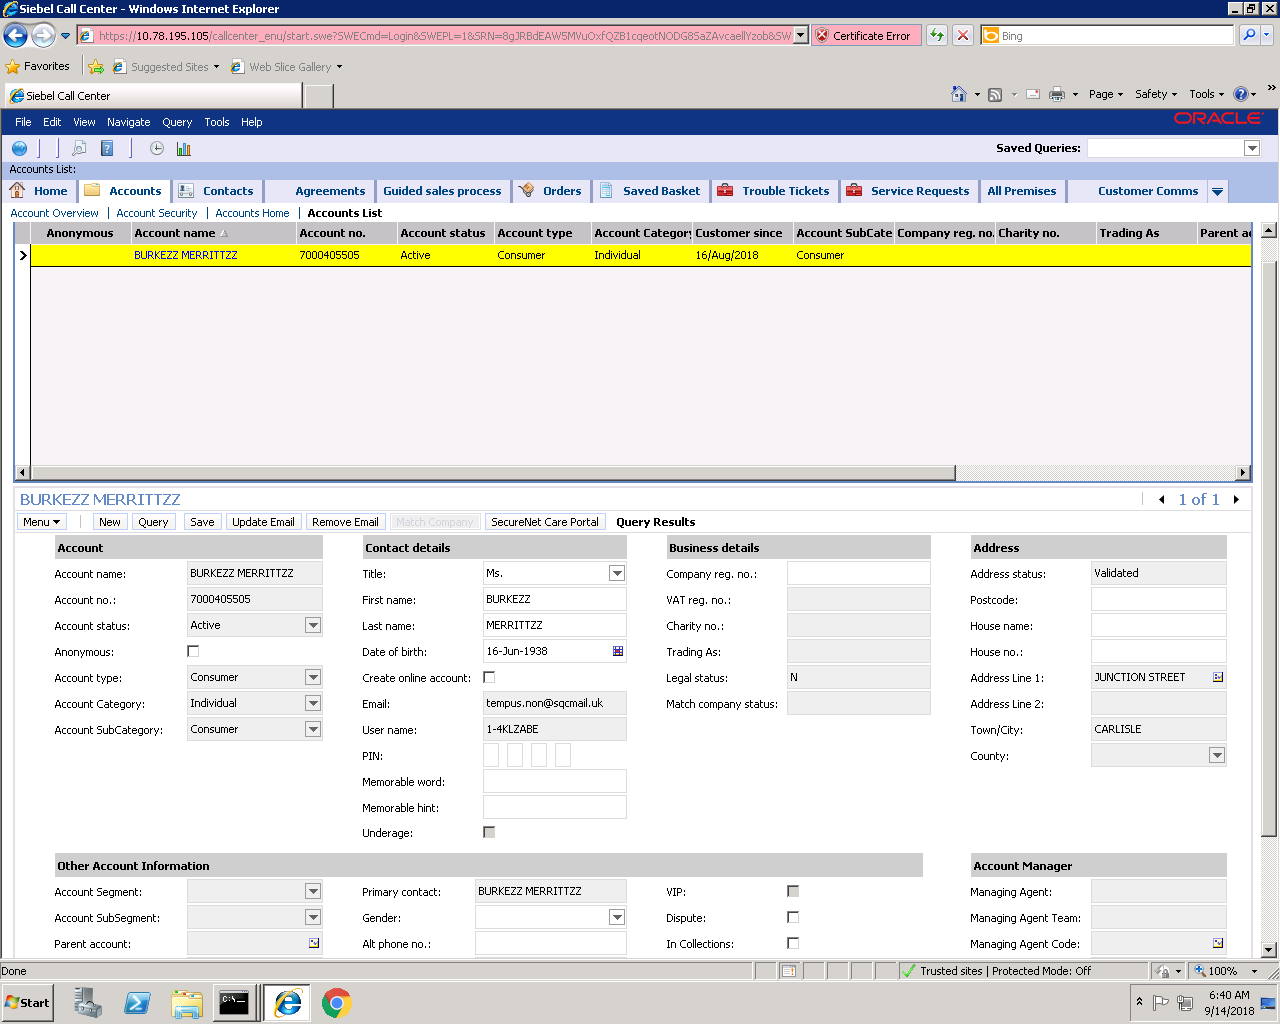 Siebel Call Center - Windows Internet Explorer
https://10.78.195.105/callcenter_enu/start.swe?SWECmd=Login&SWEPL=1&SRN= Certificate Error Bing
Favorites Suggested Sites Web Slice Gallery
Siebel Call Center Page Safety Tools
File Edit View Navigate Query Tools Help ORACLE
Saved Queries:
Accounts List:
Home Accounts Contacts Agreements Guided sales process Orders Saved Basket Trouble Tickets Service Requests All Premises Customer Comms
Account Overview | Account Security | Accounts Home | Accounts List
Anonymous Account name Account no. Account status Account type Account Category Customer since Account SubCate Company reg. no. Charity no. Trading As Parent ac
BURKEZZ MERRITTZZ 7000405505 Active Consumer Individual 16/Aug/2018 Consumer
BURKEZZ MERRITTZZ 1 of 1
Menu New Query Save Update Email Remove Email Match Company SecureNet Care Portal Query Results
Account Contact details Business details Address
Account name: BURKEZZ MERRITTZZ Title: Ms. Company reg. no.: Address status: Validated
Account no.: 7000405505 First name: BURKEZZ VAT reg. no.: Postcode:
Account status: Active Last name: MERRITTZZ Charity no.: House name:
Anonymous: Date of birth: 16-Jun-1938 Trading As: House no.:
Account type: Consumer Create online account: Legal status: N Address Line 1: JUNCTION STREET
Account Category: Individual Email: tempus.non@sqcmail.uk Match company status: Address Line 2:
Account SubCategory: Consumer User name: 1-4KLZABE Town/City: CARLISLE
PIN: County:
Memorable word:
Memorable hint:
Underage:
Other Account Information Account Manager
Account Segment: Primary contact: BURKEZZ MERRITTZZ VIP: Managing Agent:
Account SubSegment: Gender: Dispute: Managing Agent Team:
Parent account: Alt phone no.: In Collections: Managing Agent Code:
Done Trusted sites | Protected Mode: Off 100%
Start 6:40 AM
9/14/2018